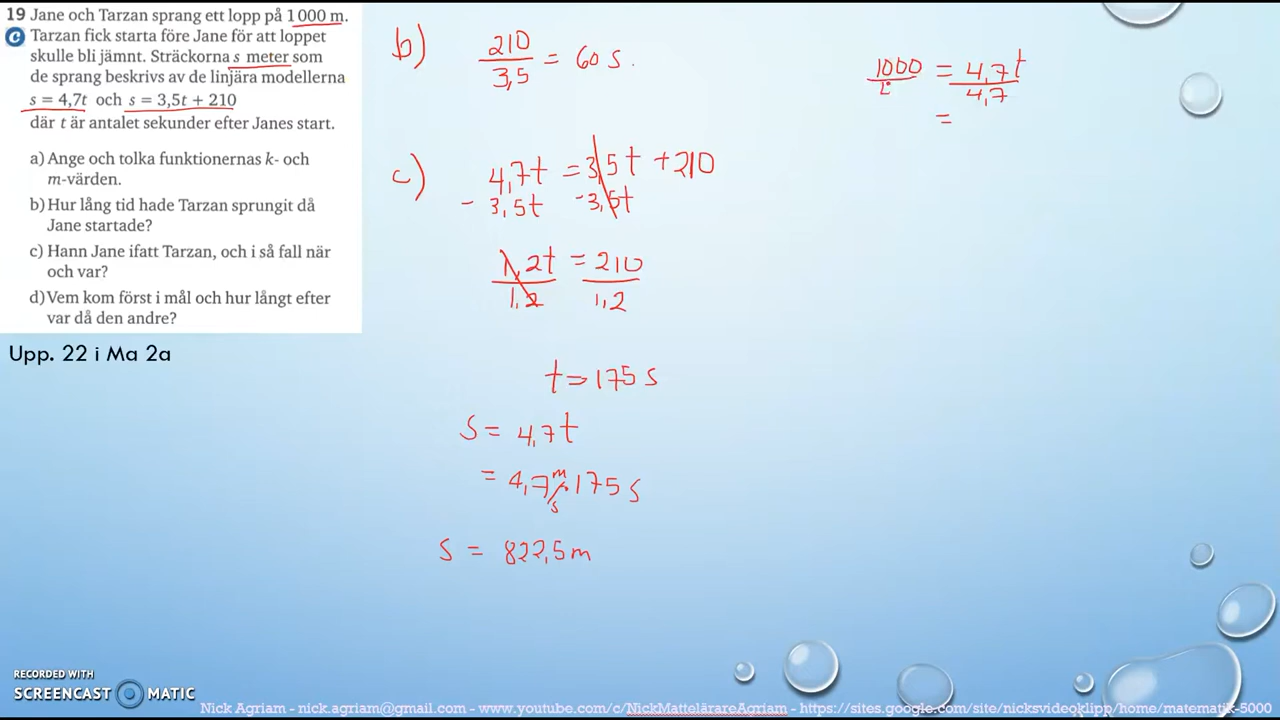 19 Jane och Tarzan sprang ett lopp på 1 000 m.
C Tarzan fick starta före Jane för att loppet
skulle bli jämnt. Sträckorna s meter som
de sprang beskrivs av de linjära modellerna
s = 4,7t och s = 3,5t + 210
där t är antalet sekunder efter Janes start.
a) Ange och tolka funktionernas k- och
m-värden.
b) Hur lång tid hade Tarzan sprungit då
Jane startade?
c) Hann Jane ifatt Tarzan, och i så fall när
och var?
d) Vem kom först i mål och hur långt efter
var då den andre?
Upp. 22 i Ma 2a
b) 210/3,5 = 60 s.
c) 4,7t = 3,5t + 210
- 3,5t -3,5t
1,2t = 210
1,2 1,2
t = 175 s
s = 4,7t
= 4,7 m/s · 175 s
s = 822,5 m
1000 = 4,7t
4,7
=
RECORDED WITH
SCREENCAST MATIC
Nick Agriam - nick.agriam@gmail.com - www.youtube.com/c/NickMattelärareAgriam - https://sites.google.com/site/nicksvideoklipp/home/matematik-5000